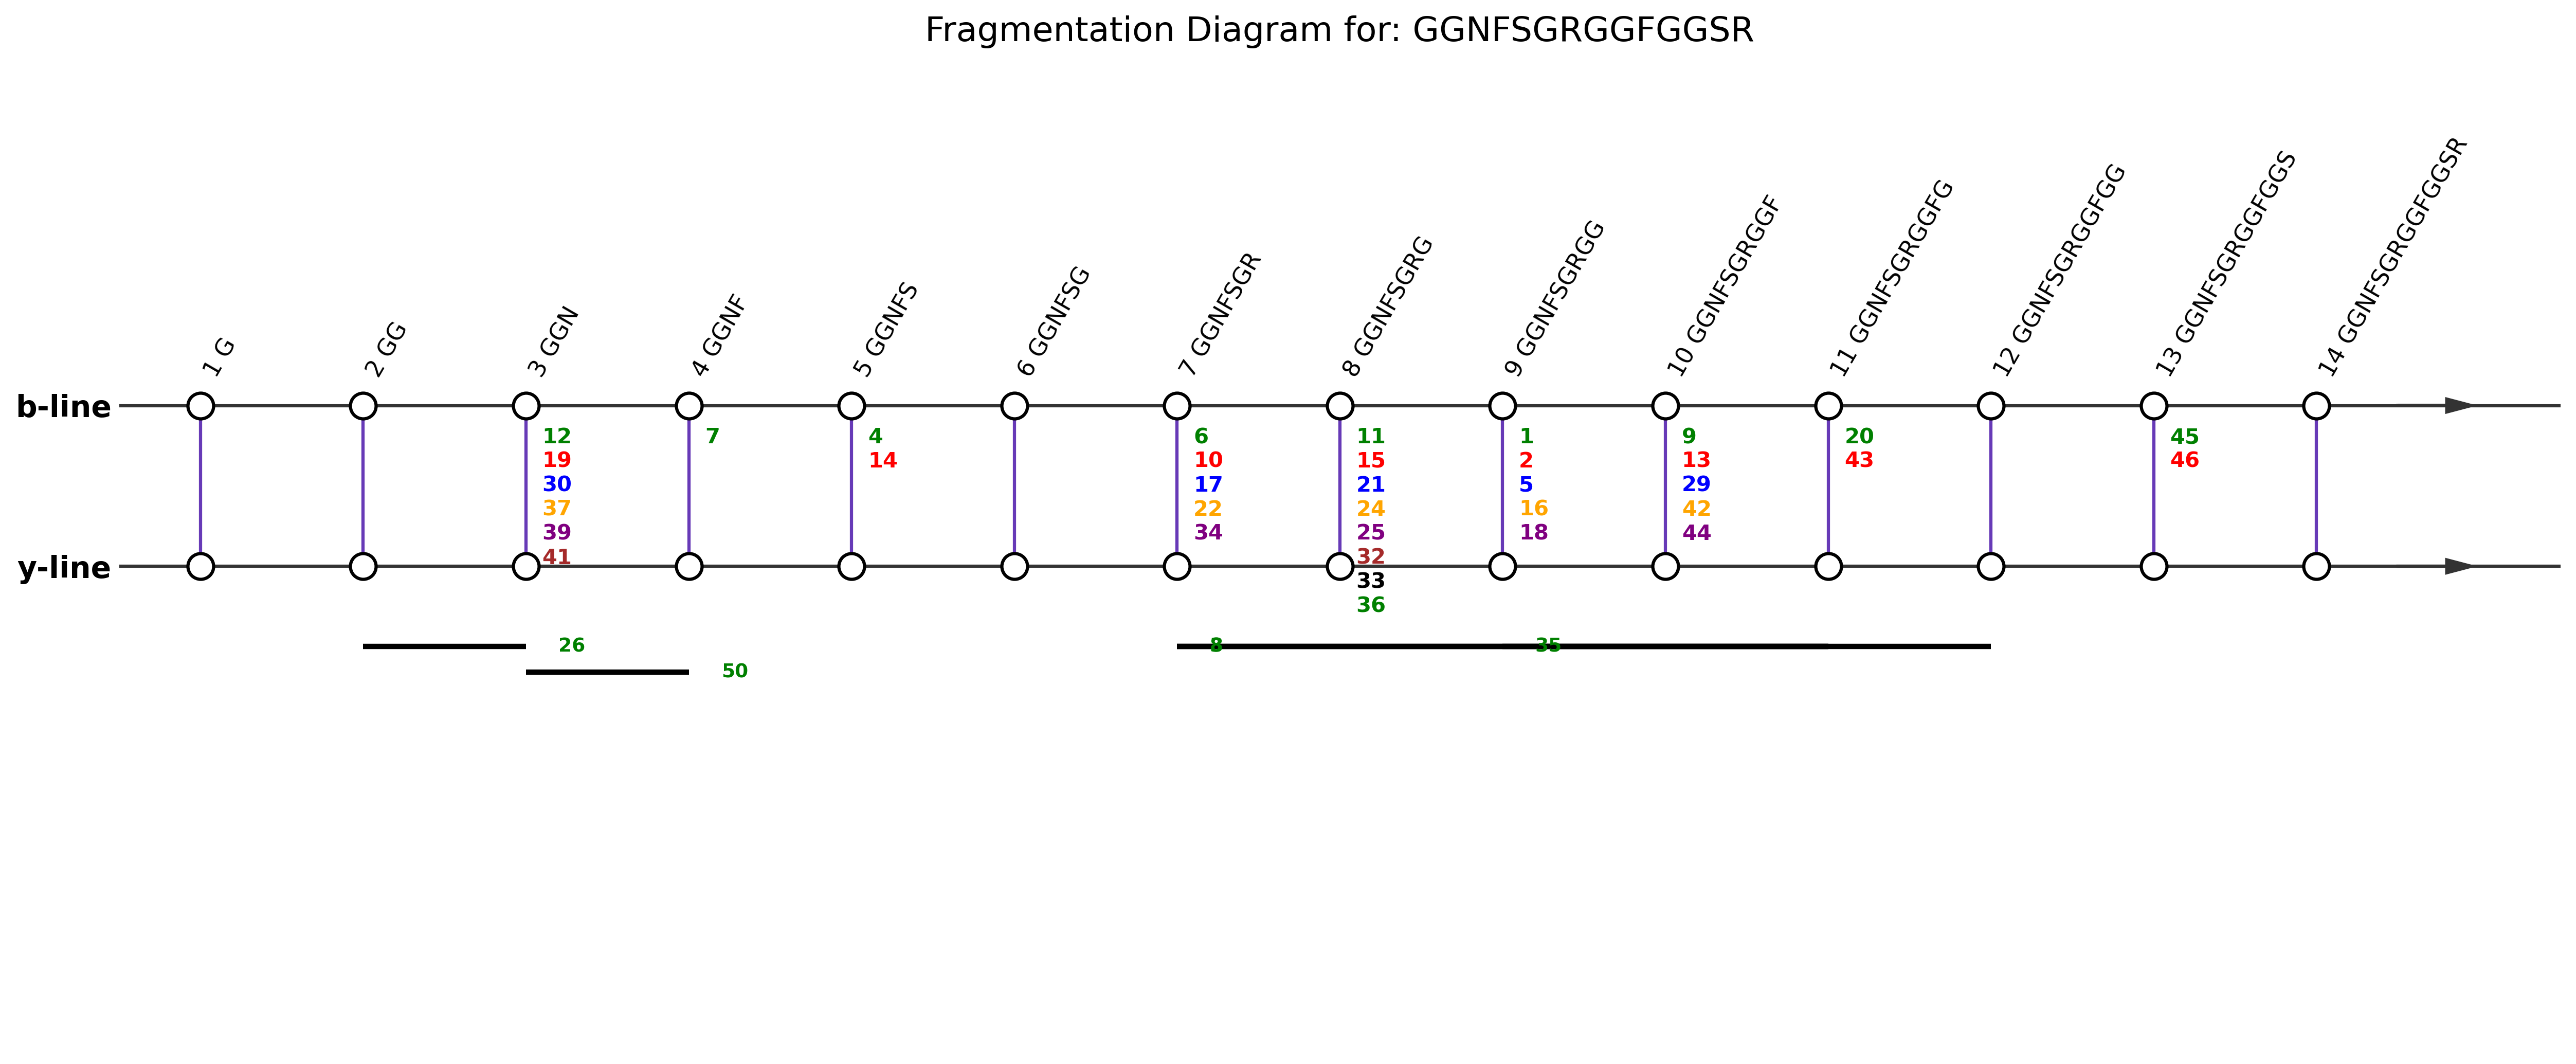 Fragmentation Diagram for: GGNFSGRGGFGGSR
1 G
2 GG
3 GGN
4 GGNF
5 GGNFS
6 GGNFSG
7 GGNFSGR
8 GGNFSGRG
9 GGNFSGRGG
10 GGNFSGRGGF
11 GGNFSGRGGFG
12 GGNFSGRGGFGG
13 GGNFSGRGGFGGS
14 GGNFSGRGGFGGSR
b-line
12
19
30
37
39
41
7
4
14
6
10
17
22
34
11
15
21
24
25
32
33
36
1
2
5
16
18
9
13
29
42
44
20
43
45
46
y-line
26
8
35
50